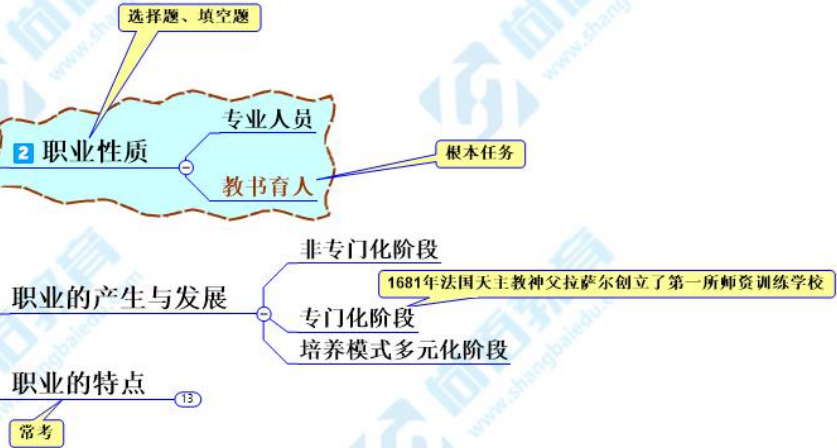 选择题、填空题
专业人员
2 职业性质
根本任务
教书育人
非专门化阶段
1681年法国天主教神父拉萨尔创立了第一所师资训练学校
职业的产生与发展
专门化阶段
培养模式多元化阶段
职业的特点
13
常考